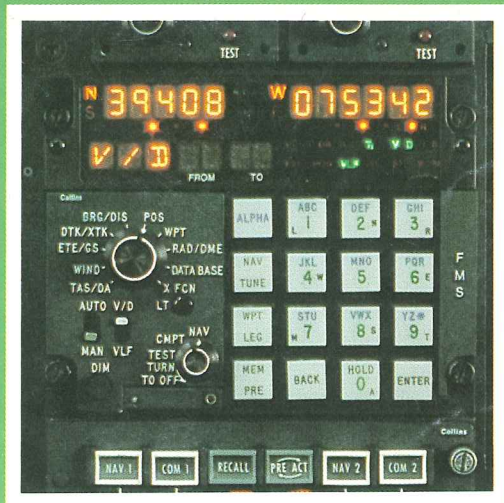 TEST TEST
N 39408 W 075342
S
V/D
V D
VLF
FROM TO
Collins
BRG/DIS POS
DTK/XTK WPT
ETE/GS RAD/DME
WIND DATA BASE
TAS/DA X FCN
AUTO V/D LT
MAN VLF
DIM
CMPT NAV
TEST
TURN
TO OFF
ALPHA ABC L 1 DEF 2 N GHI 3 R
NAV TUNE JKL 4 W MNO 5 PQR 6 E
WPT LEG STU M 7 VWX 8 S YZ✻ 9 T
MEM PRE BACK HOLD 0 A ENTER
FMS
Collins
NAV 1 COM 1 RECALL PRE ACT NAV 2 COM 2